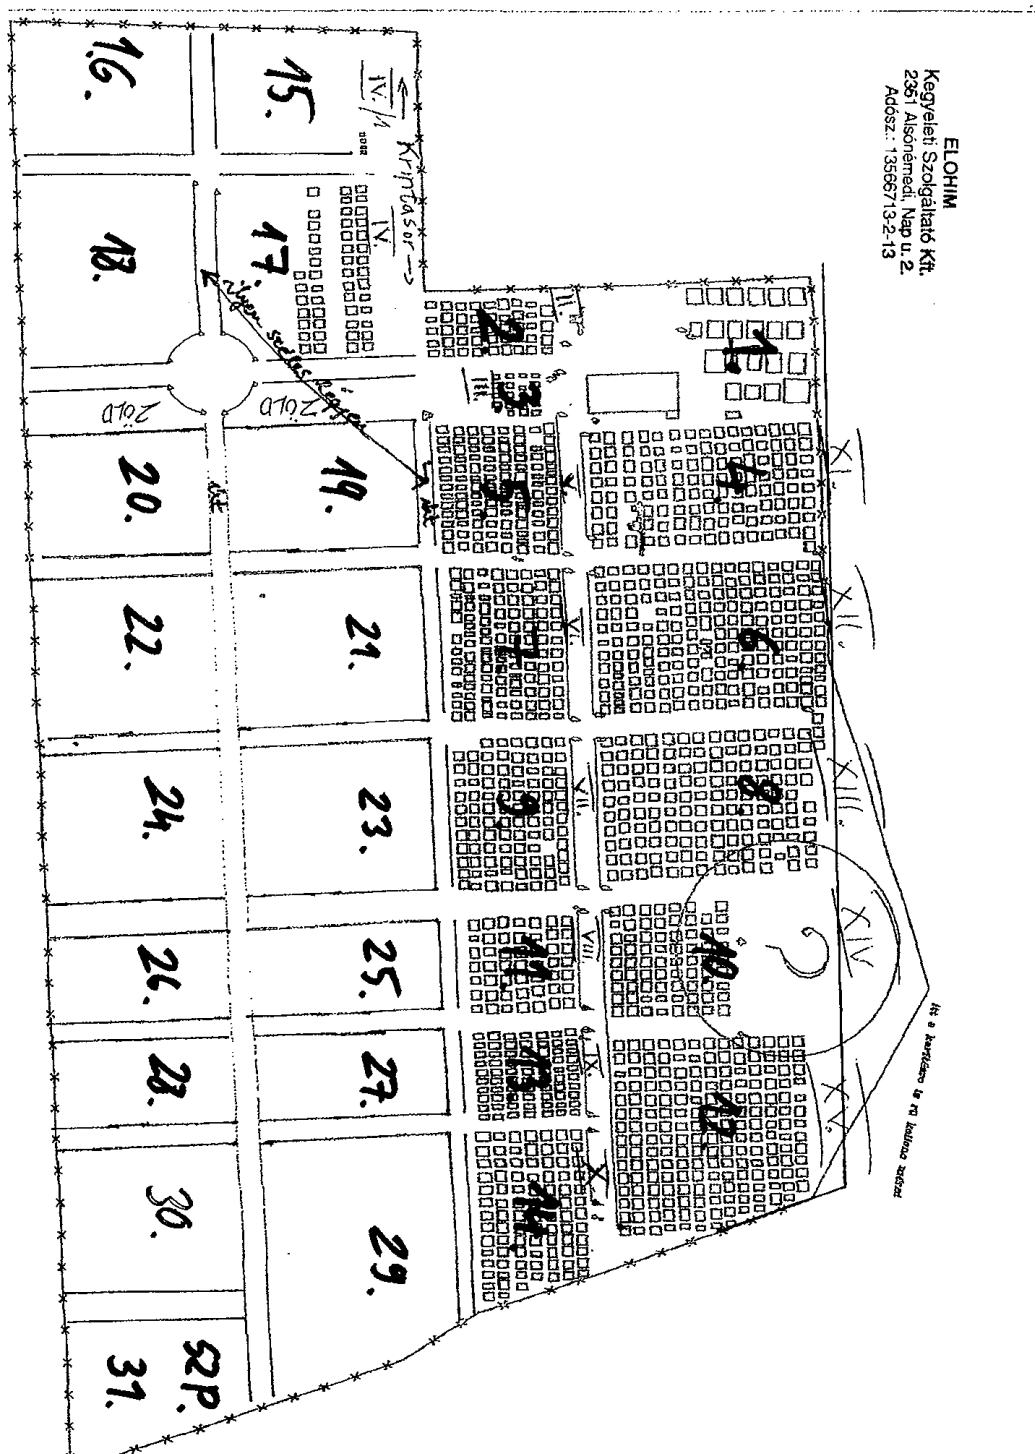 ELOHIM
Kegyeleti Szolgáltató Kft.
2351 Alsónémedi, Nap u. 2.
Adósz.: 13566713-2-13
16.
15.
IV./1
Kriptasor
18.
17.
IV.
2.
II.
1.
3
III.
ZÖLD
ZÖLD
20.
út
19.
út
5
V.
4
XI.
22.
21.
7
VI.
6
XII.
24.
23.
9
VII.
8
XIII.
26.
25.
11
VIII.
10.
XIV.
28.
27.
13
IX.
12
XV.
30.
29.
14
X
31.